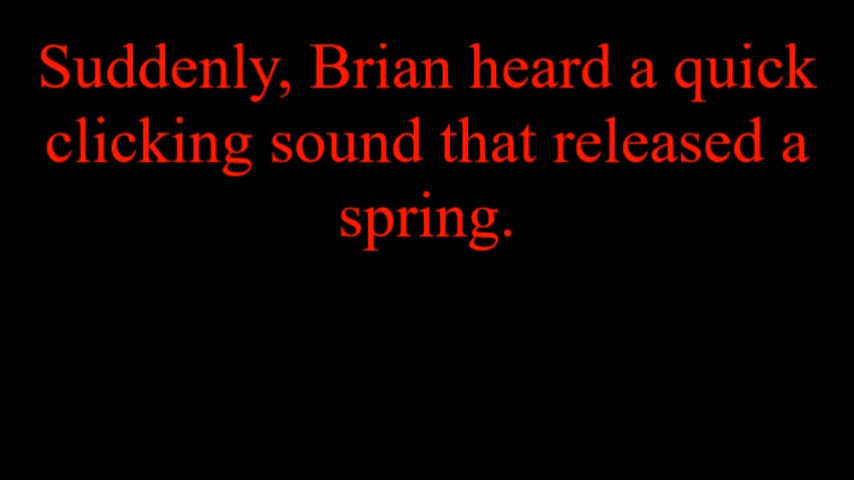 Suddenly, Brian heard a quick
clicking sound that released a
spring.